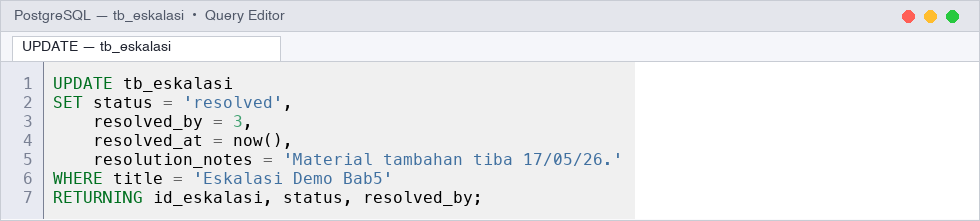 PostgreSQL — tb_eskalasi • Query Editor
UPDATE — tb_eskalasi
1 UPDATE tb_eskalasi
2 SET status = 'resolved',
3     resolved_by = 3,
4     resolved_at = now(),
5     resolution_notes = 'Material tambahan tiba 17/05/26.'
6 WHERE title = 'Eskalasi Demo Bab5'
7 RETURNING id_eskalasi, status, resolved_by;